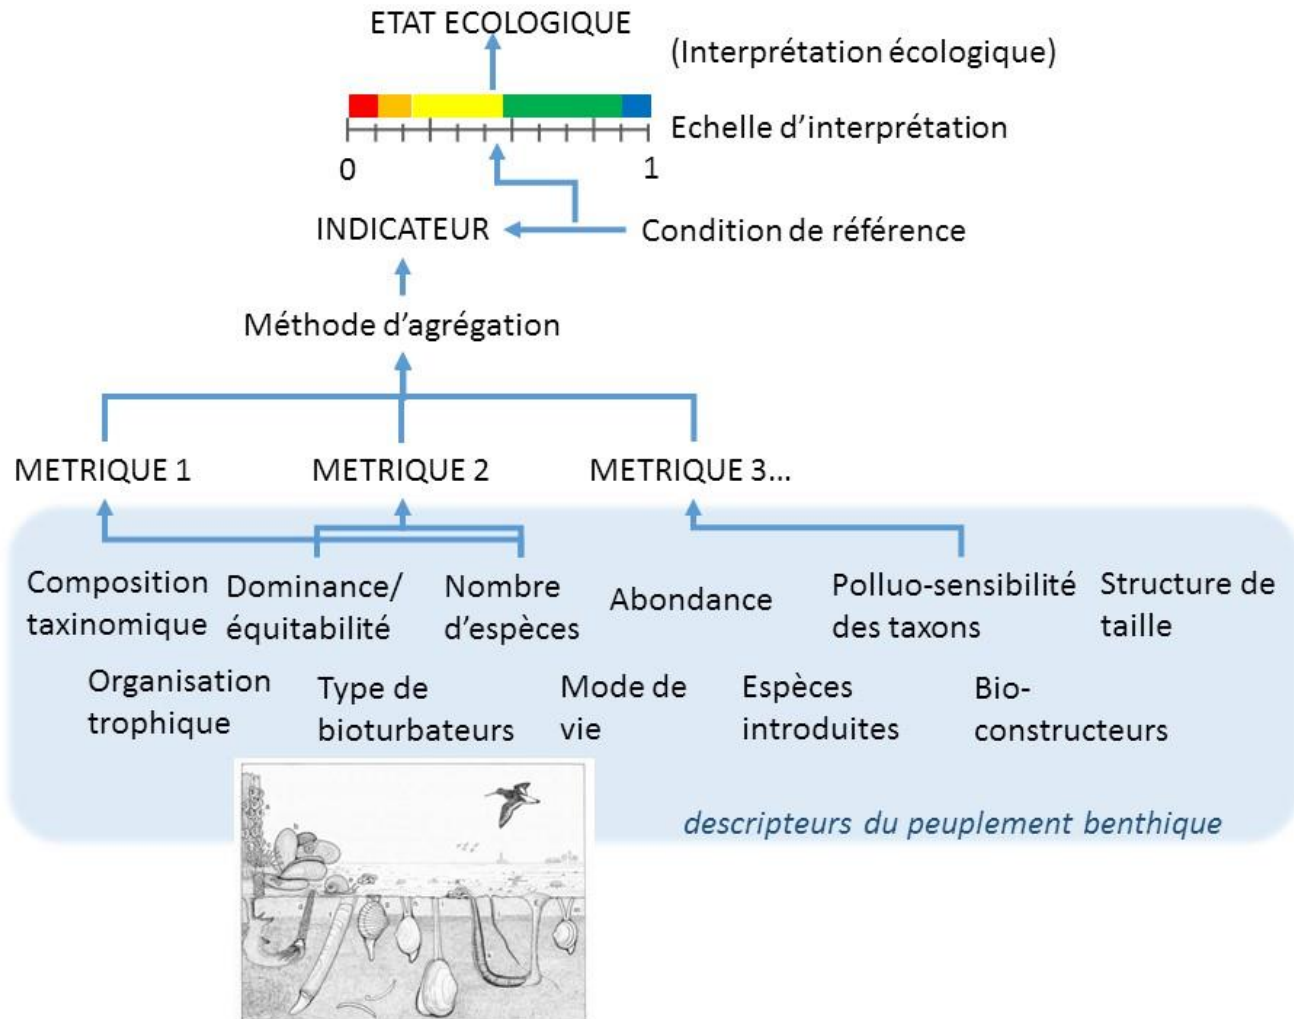 ETAT ECOLOGIQUE
(Interprétation écologique)
Echelle d’interprétation
0
1
INDICATEUR
Condition de référence
Méthode d’agrégation
METRIQUE 1
METRIQUE 2
METRIQUE 3...
Composition
taxinomique
Dominance/
équitabilité
Nombre
d’espèces
Abondance
Polluo-sensibilité
des taxons
Structure de
taille
Organisation
trophique
Type de
bioturbateurs
Mode de
vie
Espèces
introduites
Bio-
constructeurs
descripteurs du peuplement benthique